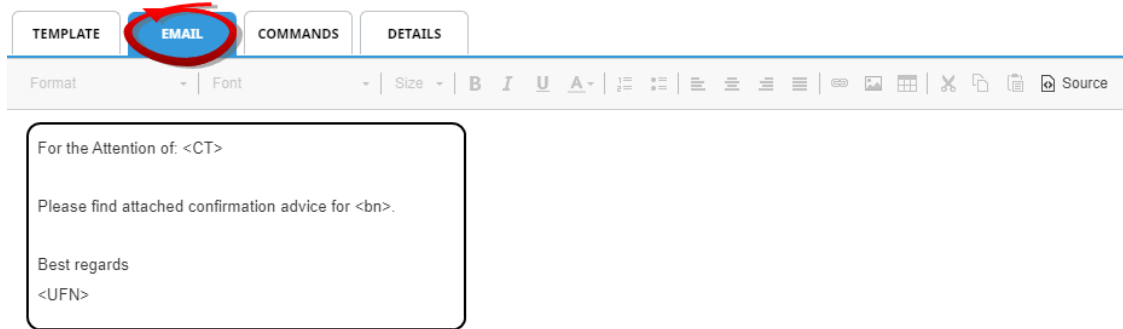 TEMPLATE EMAIL COMMANDS DETAILS
Format Font Size B I U A Source
For the Attention of: <CT>
Please find attached confirmation advice for <bn>.
Best regards
<UFN>